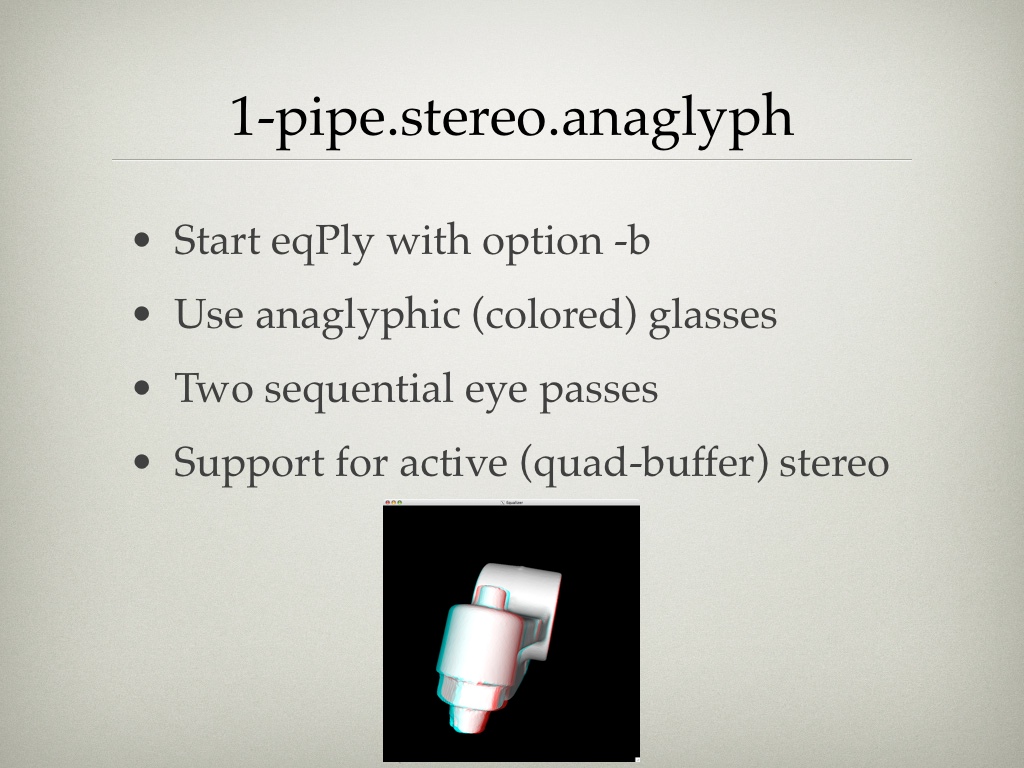 1-pipe.stereo.anaglyph
• Start eqPly with option -b
• Use anaglyphic (colored) glasses
• Two sequential eye passes
• Support for active (quad-buffer) stereo
Equalizer